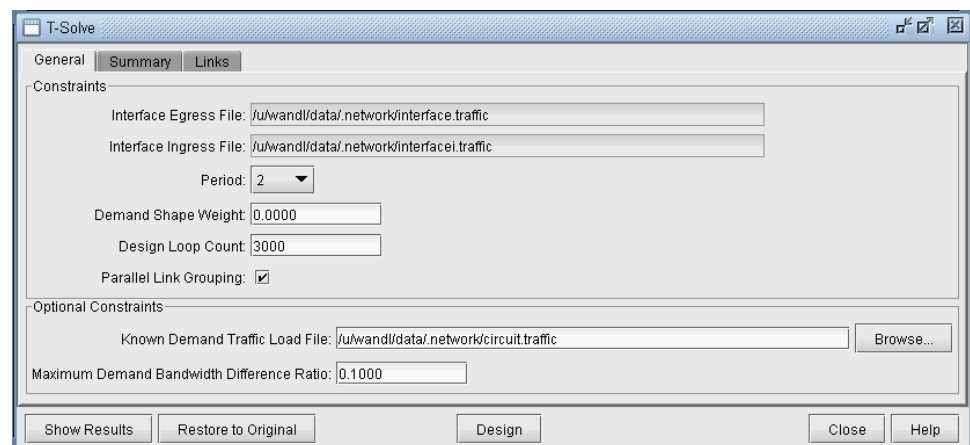 T-Solve
General Summary Links
Constraints
Interface Egress File: /u/wandl/data/.network/interface.traffic
Interface Ingress File: /u/wandl/data/.network/interfacei.traffic
Period: 2
Demand Shape Weight: 0.0000
Design Loop Count: 3000
Parallel Link Grouping:
Optional Constraints
Known Demand Traffic Load File: /u/wandl/data/.network/circuit.traffic Browse...
Maximum Demand Bandwidth Difference Ratio: 0.1000
Show Results Restore to Original Design Close Help